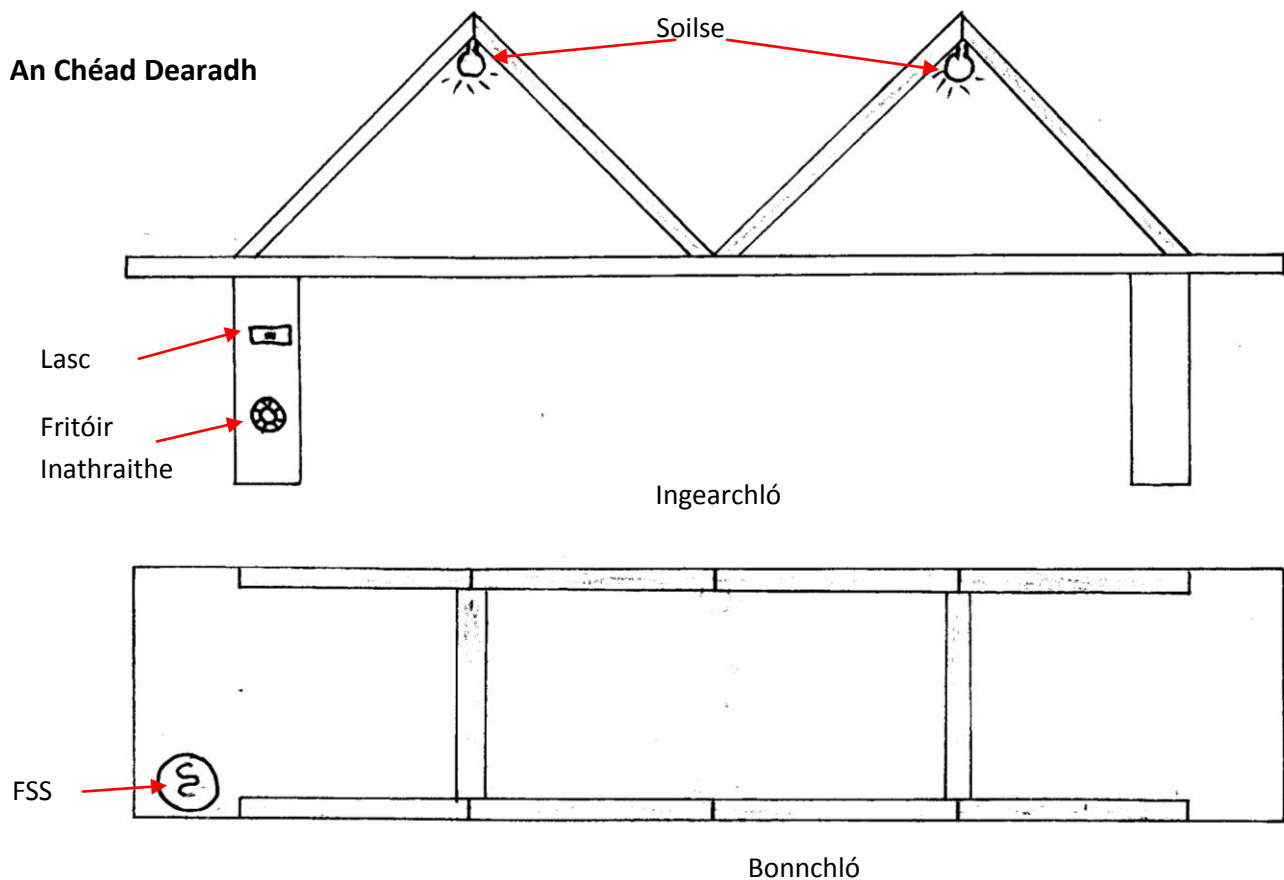 Soilse
An Chéad Dearadh
Lasc
Fritóir
Inathraithe
Ingearchló
FSS
Bonnchló